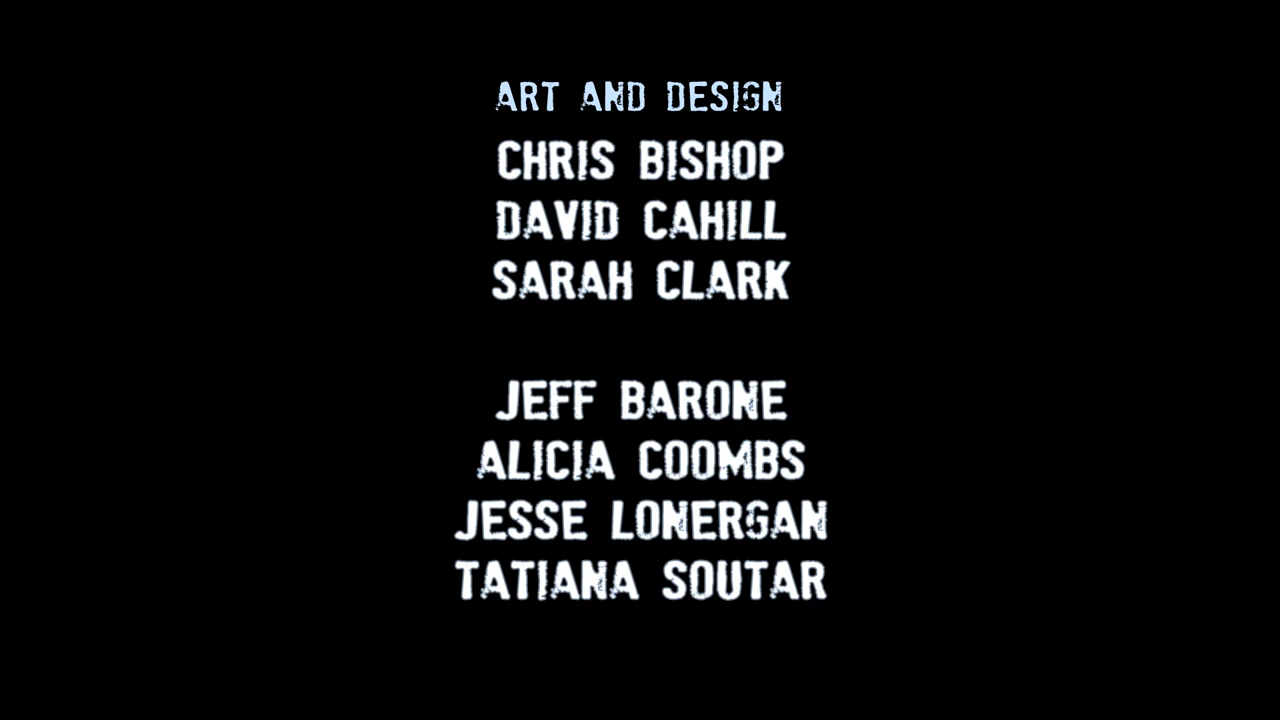 ART AND DESIGN
CHRIS BISHOP
DAVID CAHILL
SARAH CLARK
JEFF BARONE
ALICIA COOMBS
JESSE LONERGAN
TATIANA SOUTAR